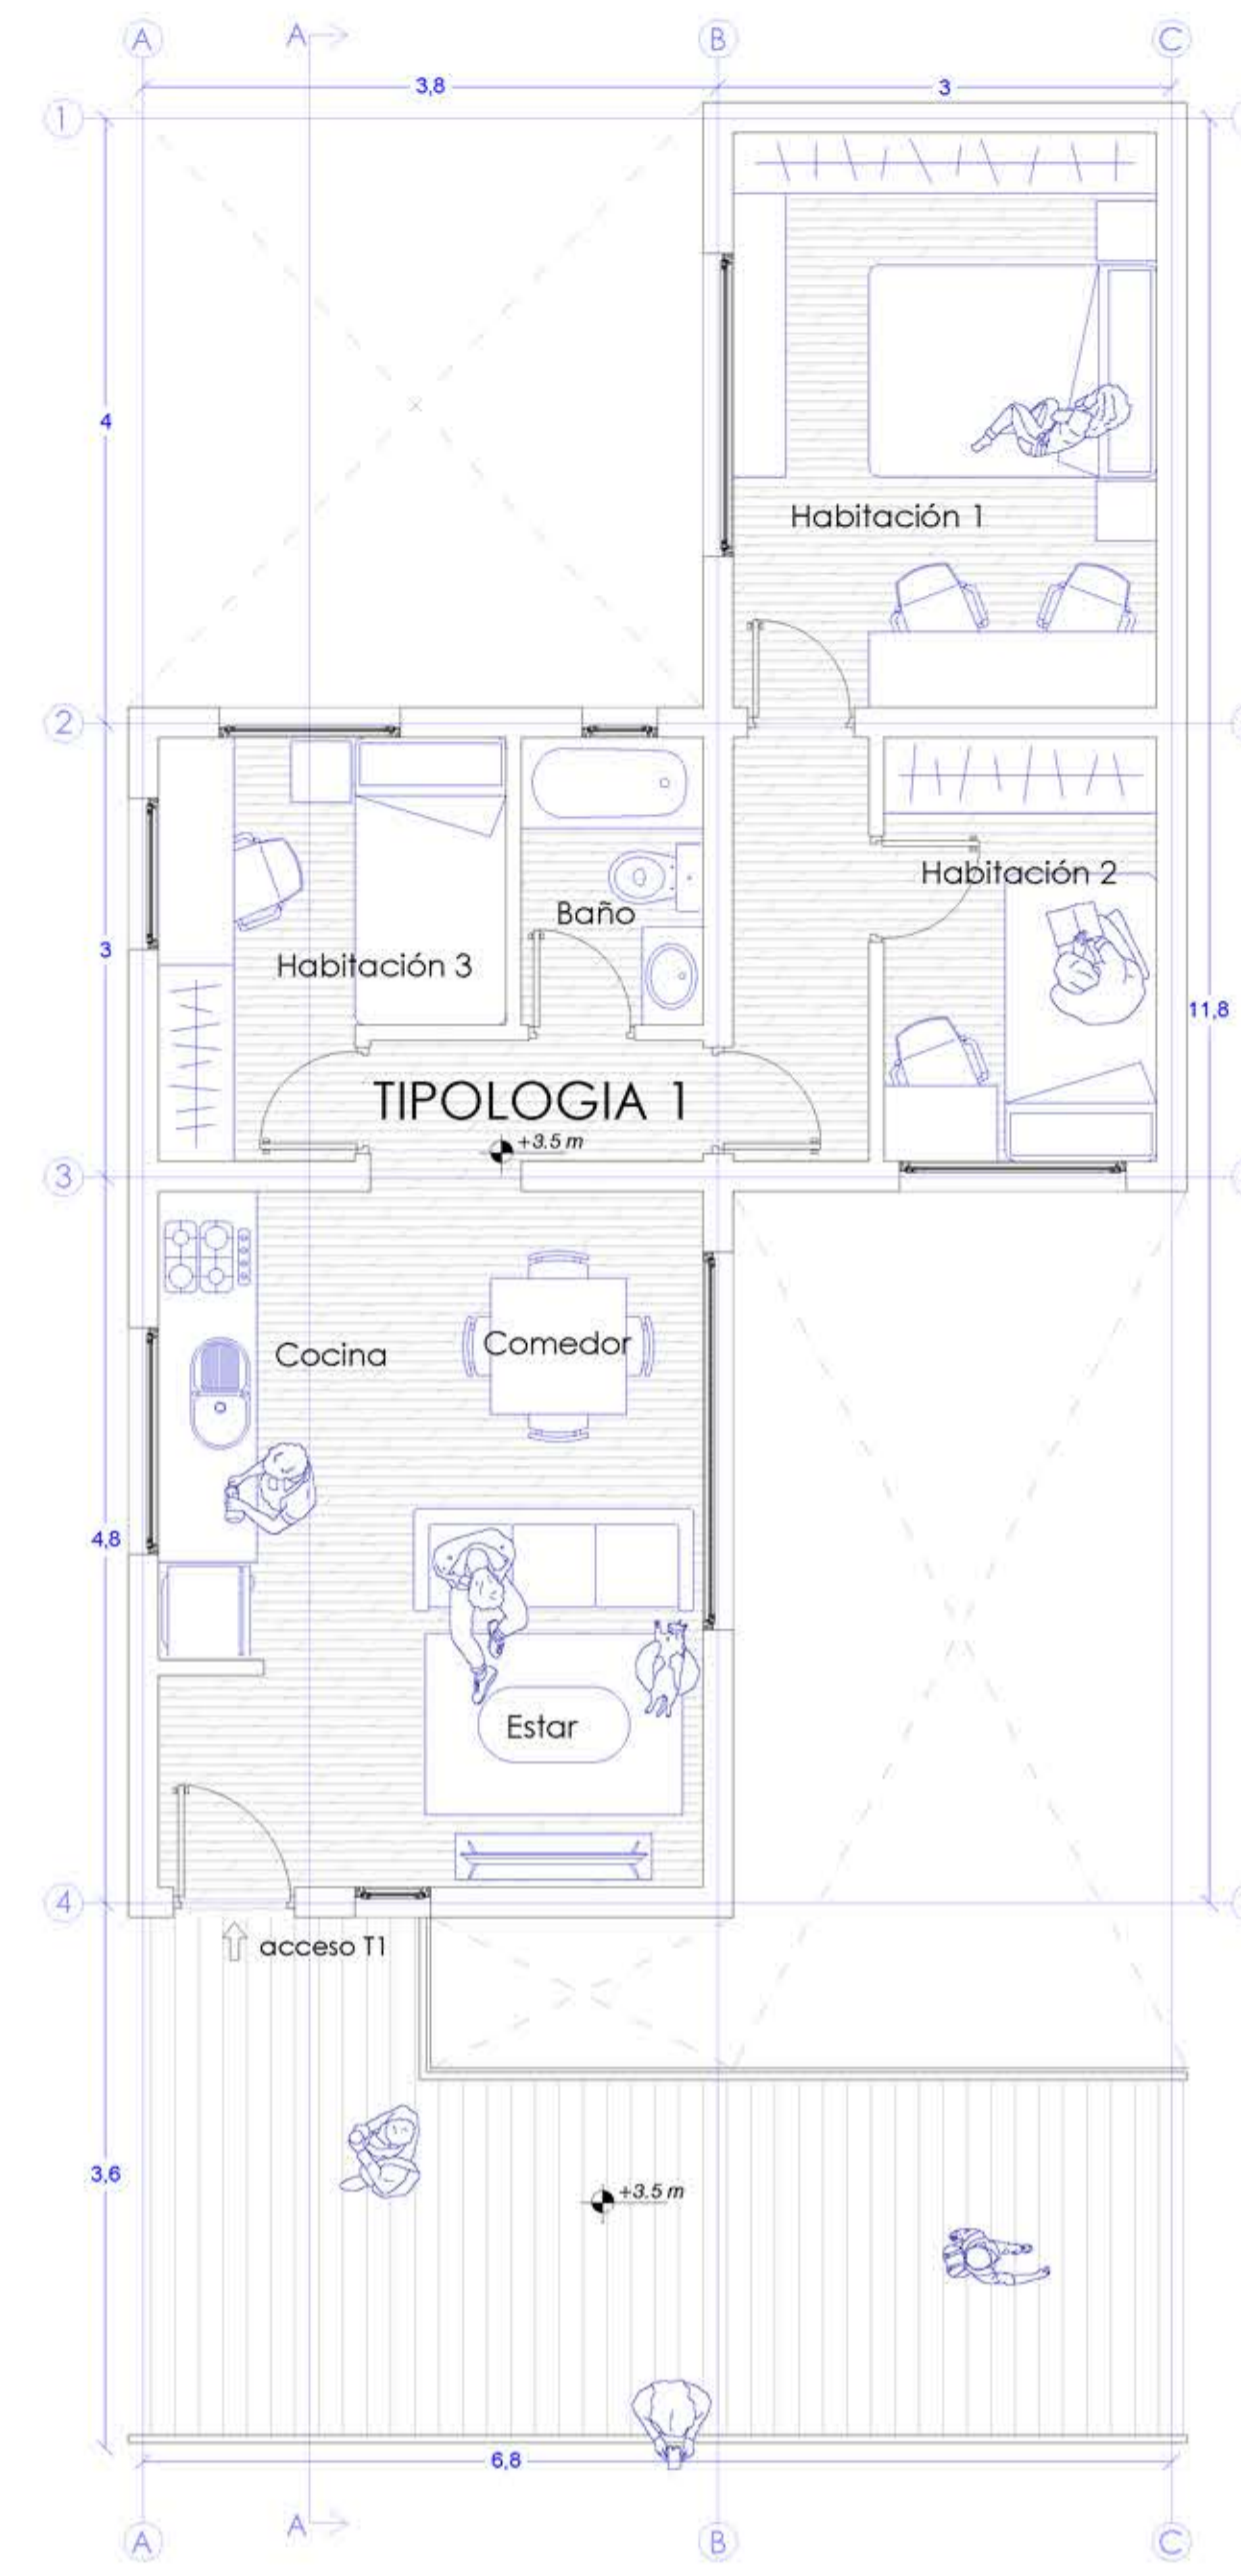 A A B C
3,8 3
1
4
Habitación 1
2
Habitación 2
Baño
3
Habitación 3
11,8
TIPOLOGIA 1
+3.5 m
3
Cocina
Comedor
4,8
Estar
4
acceso T1
3,6
+3.5 m
6,8
A A B C